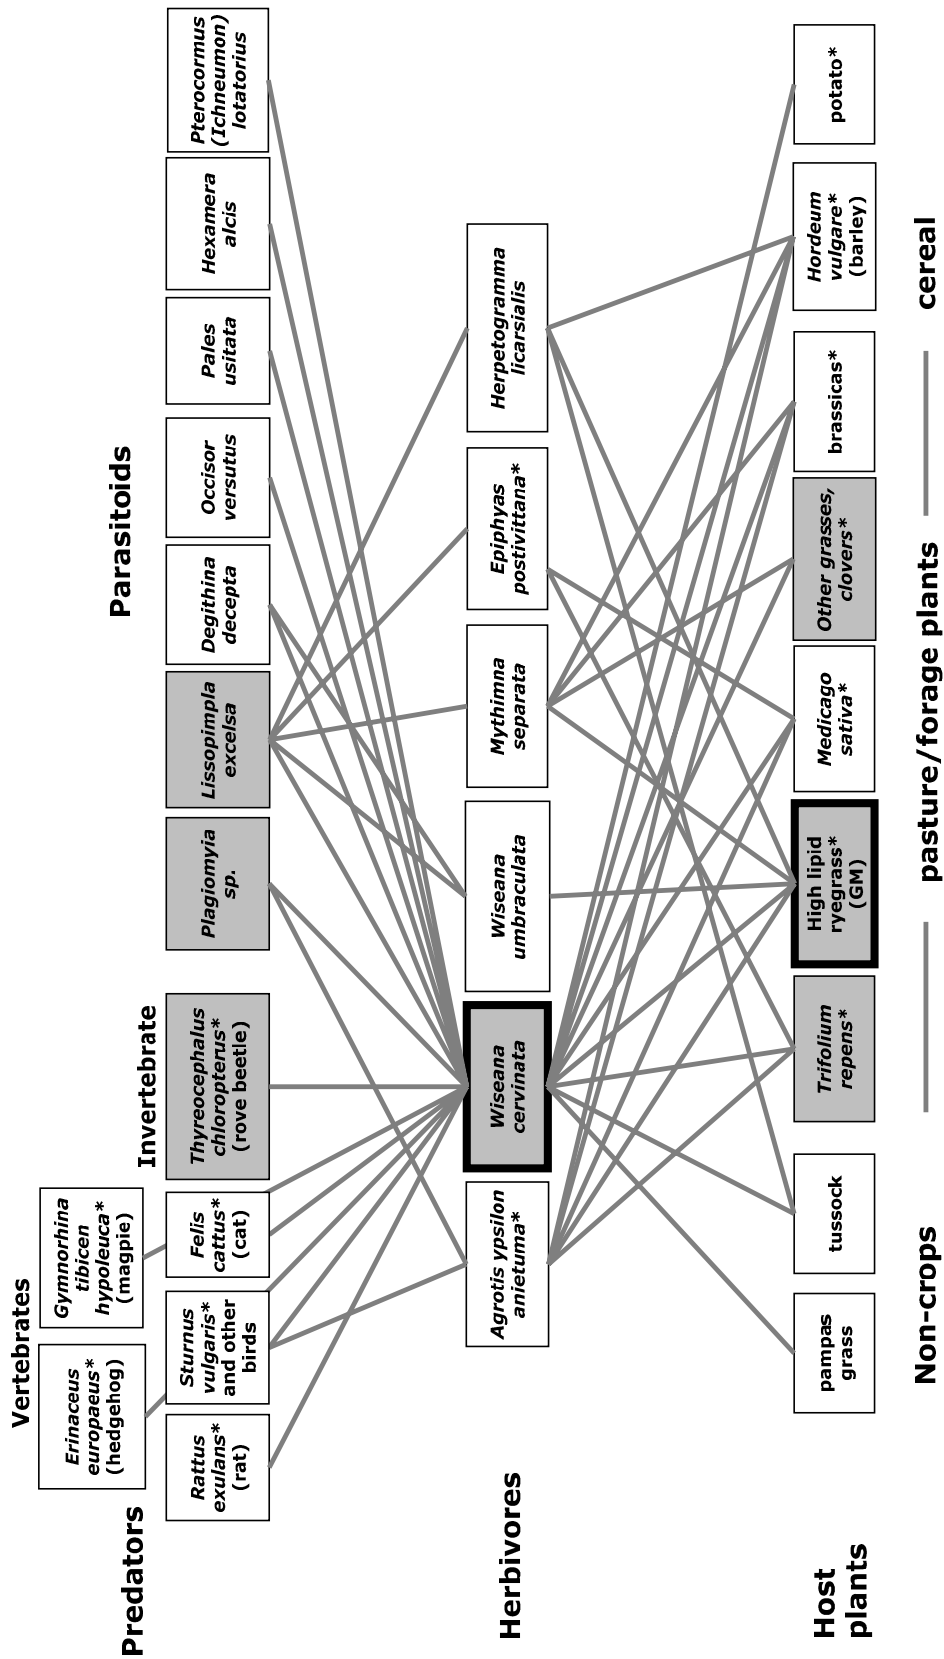 Vertebrates
Predators
Erinaceus
europaeus*
(hedgehog)
Gymnorhina
tibicen
hypoleuca*
(magpie)
Rattus
exulans*
(rat)
Sturnus
vulgaris*
and other
birds
Felis
cattus*
(cat)
Invertebrate
Thyreocephalus
chloropterus*
(rove beetle)
Parasitoids
Plagiomyia
sp.
Lissopimpla
excelsa
Degithina
decepta
Occisor
versutus
Pales
usitata
Hexamera
alcis
Pterocormus
(Ichneumon)
lotatorius
Herbivores
Agrotis ypsilon
anietuma*
Wiseana
cervinata
Wiseana
umbraculata
Mythimna
separata
Epiphyas
postivittana*
Herpetogramma
licarsialis
Host
plants
pampas
grass
tussock
Trifolium
repens*
High lipid
ryegrass*
(GM)
Medicago
sativa*
Other grasses,
clovers*
brassicas*
Hordeum
vulgare*
(barley)
potato*
Non-crops
pasture/forage plants
cereal